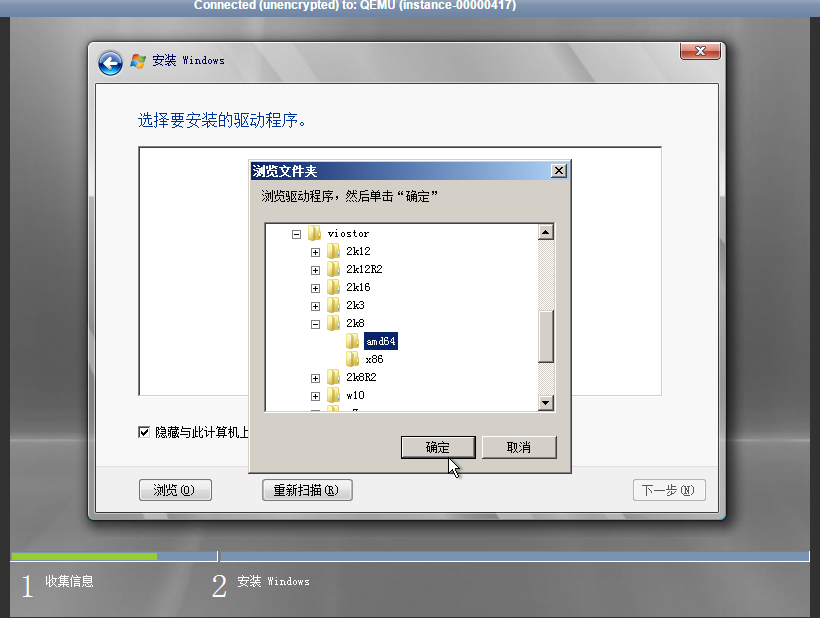 Connected (unencrypted) to: QEMU (instance-00000417)
安装 Windows
选择要安装的驱动程序。
浏览文件夹
浏览驱动程序，然后单击“确定”
viostor
2k12
2k12R2
2k16
2k3
2k8
amd64
x86
2k8R2
w10
隐藏与此计算机上
确定
取消
浏览(O)
重新扫描(R)
下一步(N)
1 收集信息
2 安装 Windows